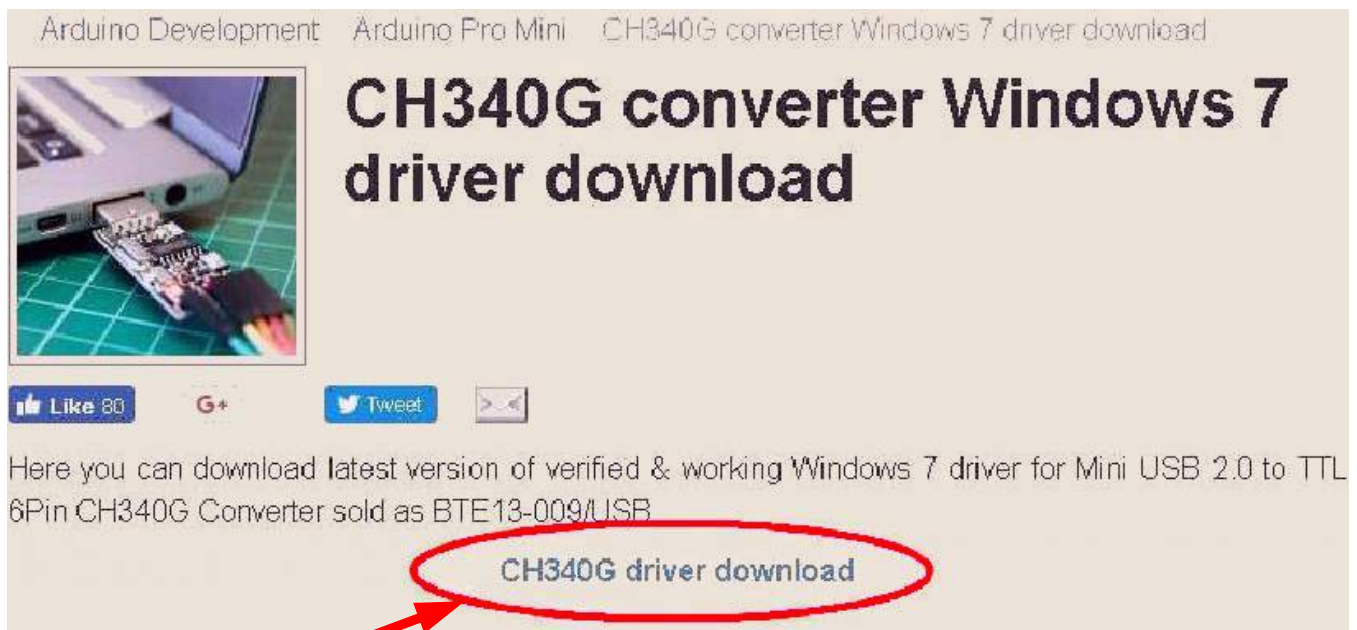 Arduino Development Arduino Pro Mini CH340G converter Windows 7 driver download
CH340G converter Windows 7
driver download
Like 80 G+ Tweet
Here you can download latest version of verified & working Windows 7 driver for Mini USB 2.0 to TTL
6Pin CH340G Converter sold as BTE13-009/USB
CH340G driver download